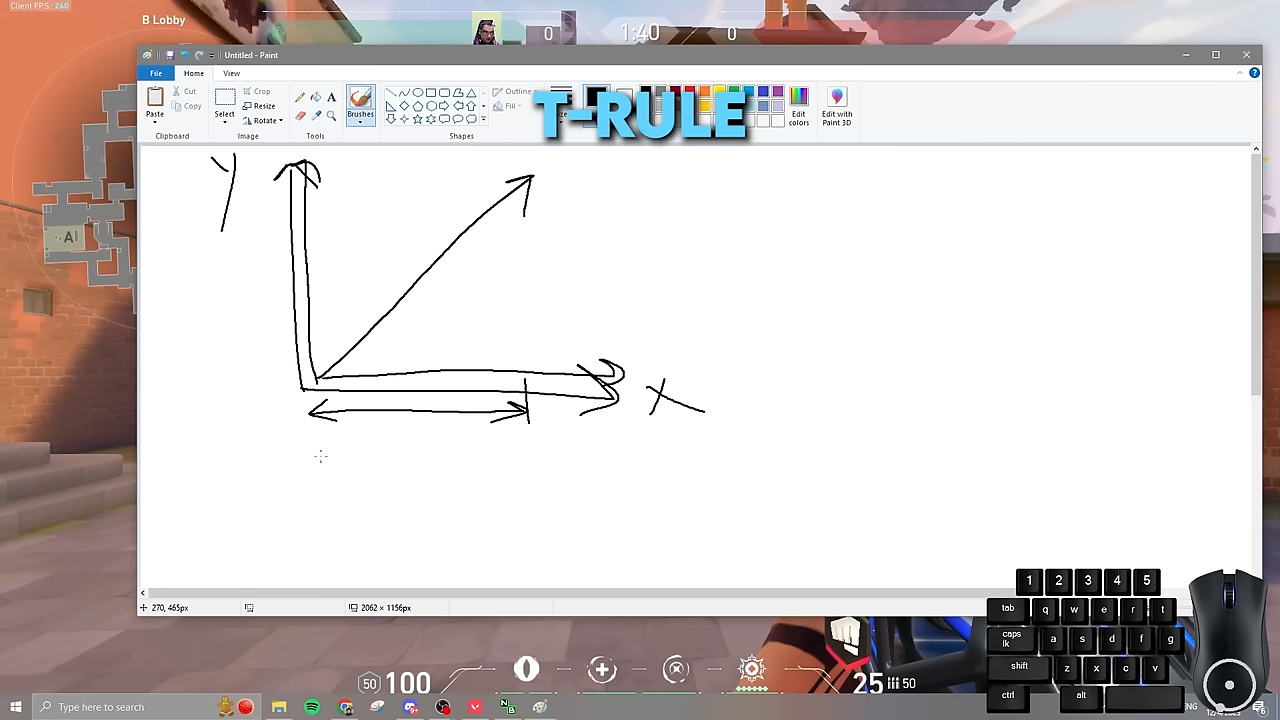 Client FPS: 240
B Lobby
0
1:40
0
Untitled - Paint
File
Home
View
Paste
Cut
Copy
Clipboard
Select
Crop
Resize
Rotate
Image
Tools
Brushes
Outline
Fill
Shapes
Edit colors
Edit with Paint 3D
T-RULE
A
Y
X
270, 465px
2062 × 1156px
1 2 3 4 5
tab q w e r t
caps lk a s d f g
shift z x c v
ctrl alt
50 100
25 50
Type here to search